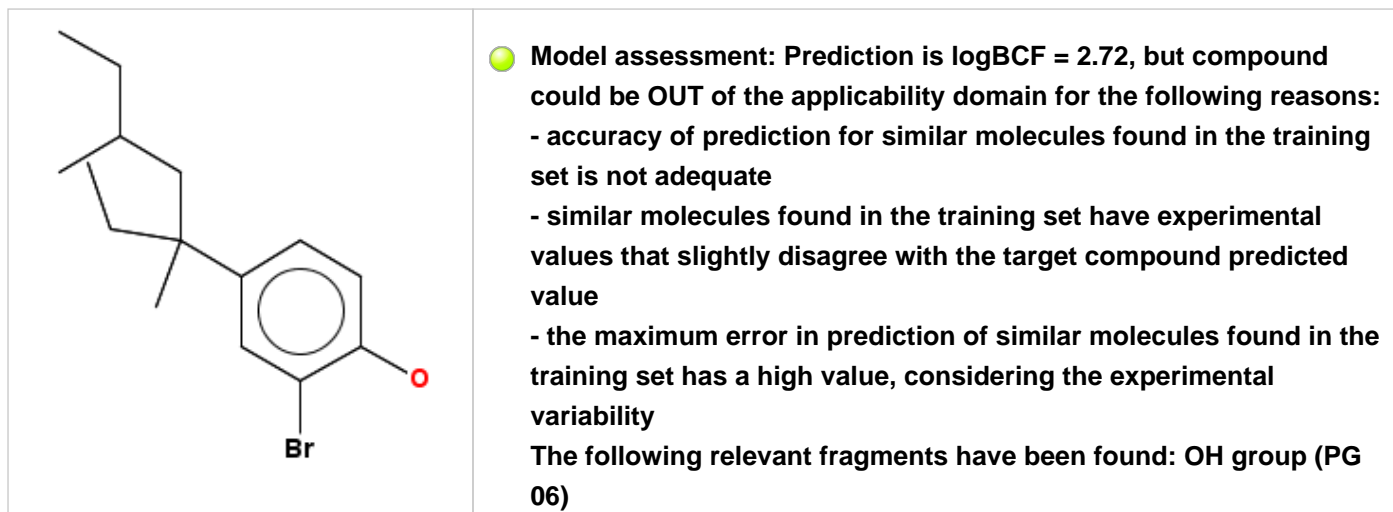 Model assessment: Prediction is logBCF = 2.72, but compound
could be OUT of the applicability domain for the following reasons:
- accuracy of prediction for similar molecules found in the training
set is not adequate
- similar molecules found in the training set have experimental
values that slightly disagree with the target compound predicted
value
- the maximum error in prediction of similar molecules found in the
training set has a high value, considering the experimental
variability
The following relevant fragments have been found: OH group (PG
06)
O
Br